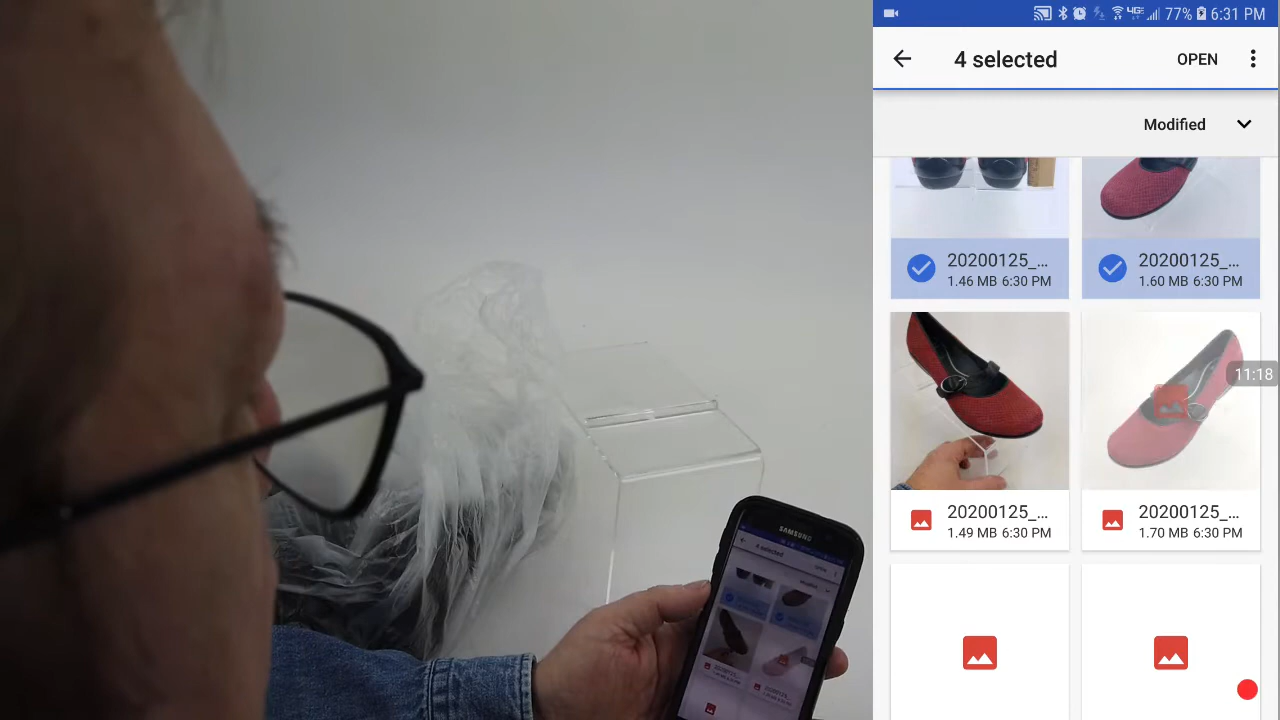 77% 6:31 PM
4 selected OPEN
Modified
20200125_...
1.46 MB 6:30 PM
20200125_...
1.60 MB 6:30 PM
11:18
20200125_...
1.49 MB 6:30 PM
20200125_...
1.70 MB 6:30 PM
SAMSUNG
4 selected